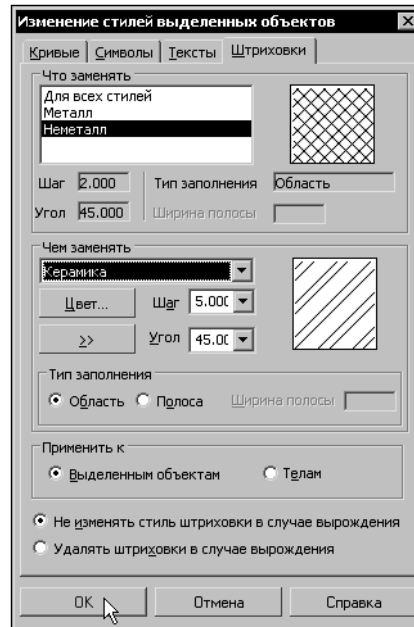 Изменение стилей выделенных объектов
Кривые Символы Тексты Штриховки
Что заменять
Для всех стилей
Металл
Неметалл
Шаг 2.000 Тип заполнения Область
Угол 45.000 Ширина полосы
Чем заменять
Керамика
Цвет... Шаг 5.000
>> Угол 45.00
Тип заполнения
Область Полоса Ширина полосы
Применить к
Выделенным объектам Телам
Не изменять стиль штриховки в случае вырождения
Удалять штриховки в случае вырождения
OK Отмена Справка